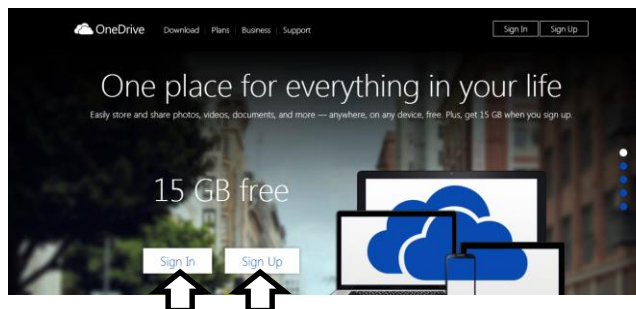 OneDrive Download Plans Business Support Sign In Sign Up
One place for everything in your life
Easily store and share photos, videos, documents, and more — anywhere, on any device, free. Plus, get 15 GB when you sign up.
15 GB free
Sign In Sign Up